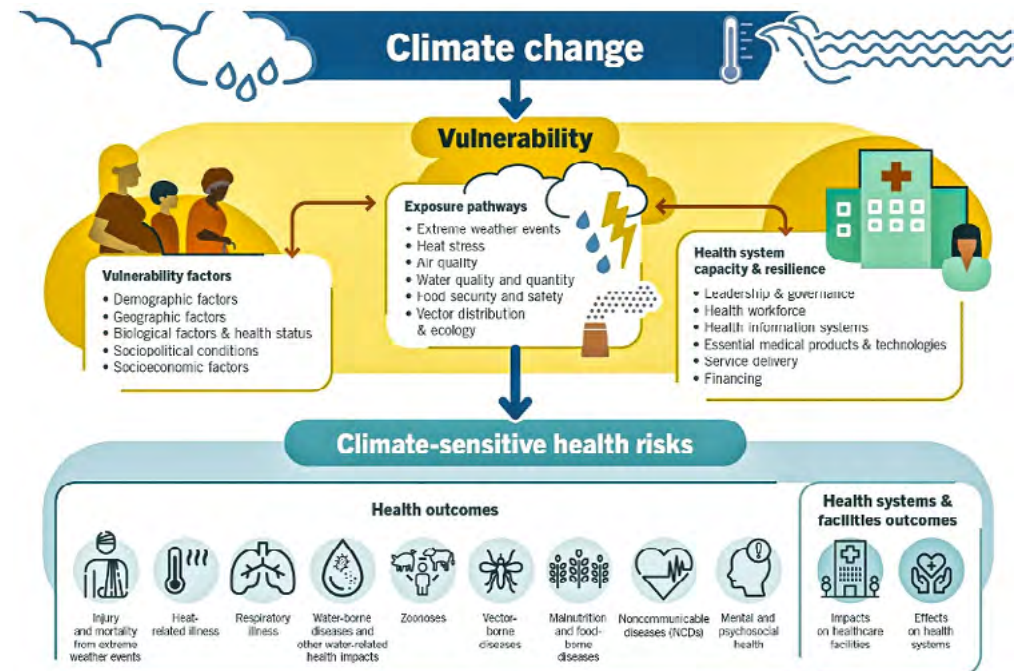 Climate change
Vulnerability
Vulnerability factors
• Demographic factors
• Geographic factors
• Biological factors & health status
• Sociopolitical conditions
• Socioeconomic factors
Exposure pathways
• Extreme weather events
• Heat stress
• Air quality
• Water quality and quantity
• Food security and safety
• Vector distribution
& ecology
Health system
capacity & resilience
• Leadership & governance
• Health workforce
• Health information systems
• Essential medical products & technologies
• Service delivery
• Financing
Climate-sensitive health risks
Health outcomes
Injury
and mortality
from extreme
weather events
Heat-
related illness
Respiratory
illness
Water-borne
diseases and
other water-related
health impacts
Zoonoses
Vector-
borne
diseases
Malnutrition
and food-
borne
diseases
Noncommunicable
diseases (NCDs)
Mental and
psychosocial
health
Health systems &
facilities outcomes
Impacts
on healthcare
facilities
Effects
on health
systems